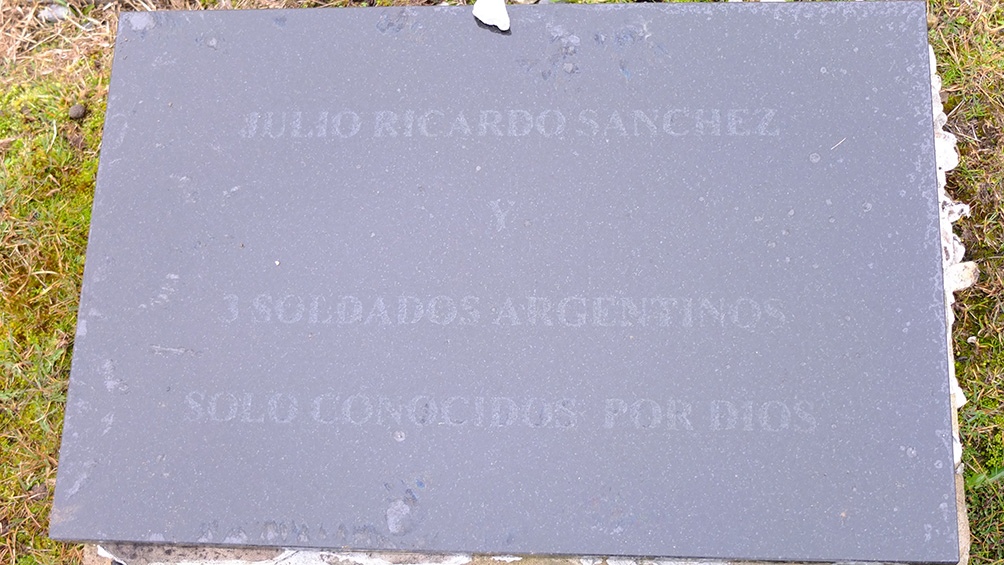 JULIO RICARDO SANCHEZ
Y
3 SOLDADOS ARGENTINOS
SOLO CONOCIDOS POR DIOS